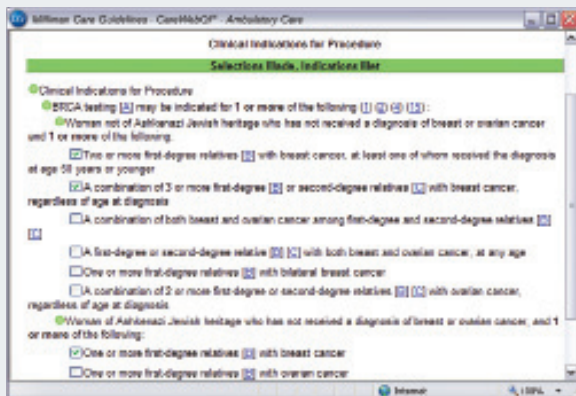 Milliman Care Guidelines - CareWebQI® - Ambulatory Care
Clinical Indications for Procedure
Selections Made, Indications Met
Clinical Indications for Procedure
BRCA testing [A] may be indicated for 1 or more of the following (1) (2) (4) (15) :
Woman not of Ashkenazi Jewish heritage who has not received a diagnosis of breast or ovarian cancer
and 1 or more of the following:
Two or more first-degree relatives [B] with breast cancer, at least one of whom received the diagnosis
at age 50 years or younger
A combination of 3 or more first-degree [B] or second-degree relatives [C] with breast cancer,
regardless of age at diagnosis
A combination of both breast and ovarian cancer among first-degree and second-degree relatives [B]
[C]
A first-degree or second-degree relative [B] [C] with both breast and ovarian cancer, at any age
One or more first-degree relatives [B] with bilateral breast cancer
A combination of 2 or more first-degree or second-degree relatives [B] [C] with ovarian cancer,
regardless of age at diagnosis
Woman of Ashkenazi Jewish heritage who has not received a diagnosis of breast or ovarian cancer, and 1
or more of the following:
One or more first-degree relatives [B] with breast cancer
One or more first-degree relatives [B] with ovarian cancer
Internet